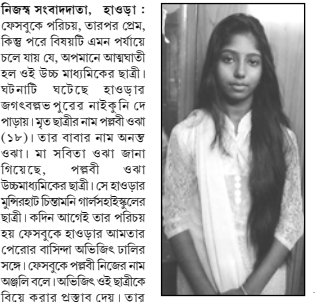 নিজস্ব সংবাদদাতা, হাওড়া :
ফেসবুকে পরিচয়, তারপর প্রেম,
কিন্তু পরে বিষয়টি এমন পর্যায়ে
চলে যায় যে, অপমানে আত্মঘাতী
হল ওই উচ্চ মাধ্যমিকের ছাত্রী।
ঘটনাটি ঘটেছে হাওড়ার
জগৎবল্লভ পুরের নাইকুনি দে
পাড়ায়। মৃত ছাত্রীর নাম পল্লবী ওঝা
(১৮)। তার বাবার নাম অনন্ত
ওঝা। মা সবিতা ওঝা জানা
গিয়েছে, পল্লবী ওঝা
উচ্চমাধ্যমিকের ছাত্রী। সে হাওড়ার
মুন্সিরহাট চিন্তামনি গার্লসহাইস্কুলের
ছাত্রী। কদিন আগেই তার পরিচয়
হয় ফেসবুকে হাওড়ার আমতার
পেরোর বাসিন্দা অভিজিৎ ঢালির
সঙ্গে। ফেসবুকে পল্লবী নিজের নাম
অঞ্জলি বলে। অভিজিৎ ওই ছাত্রীকে
বিয়ে করার প্রস্তাব দেয়। তার